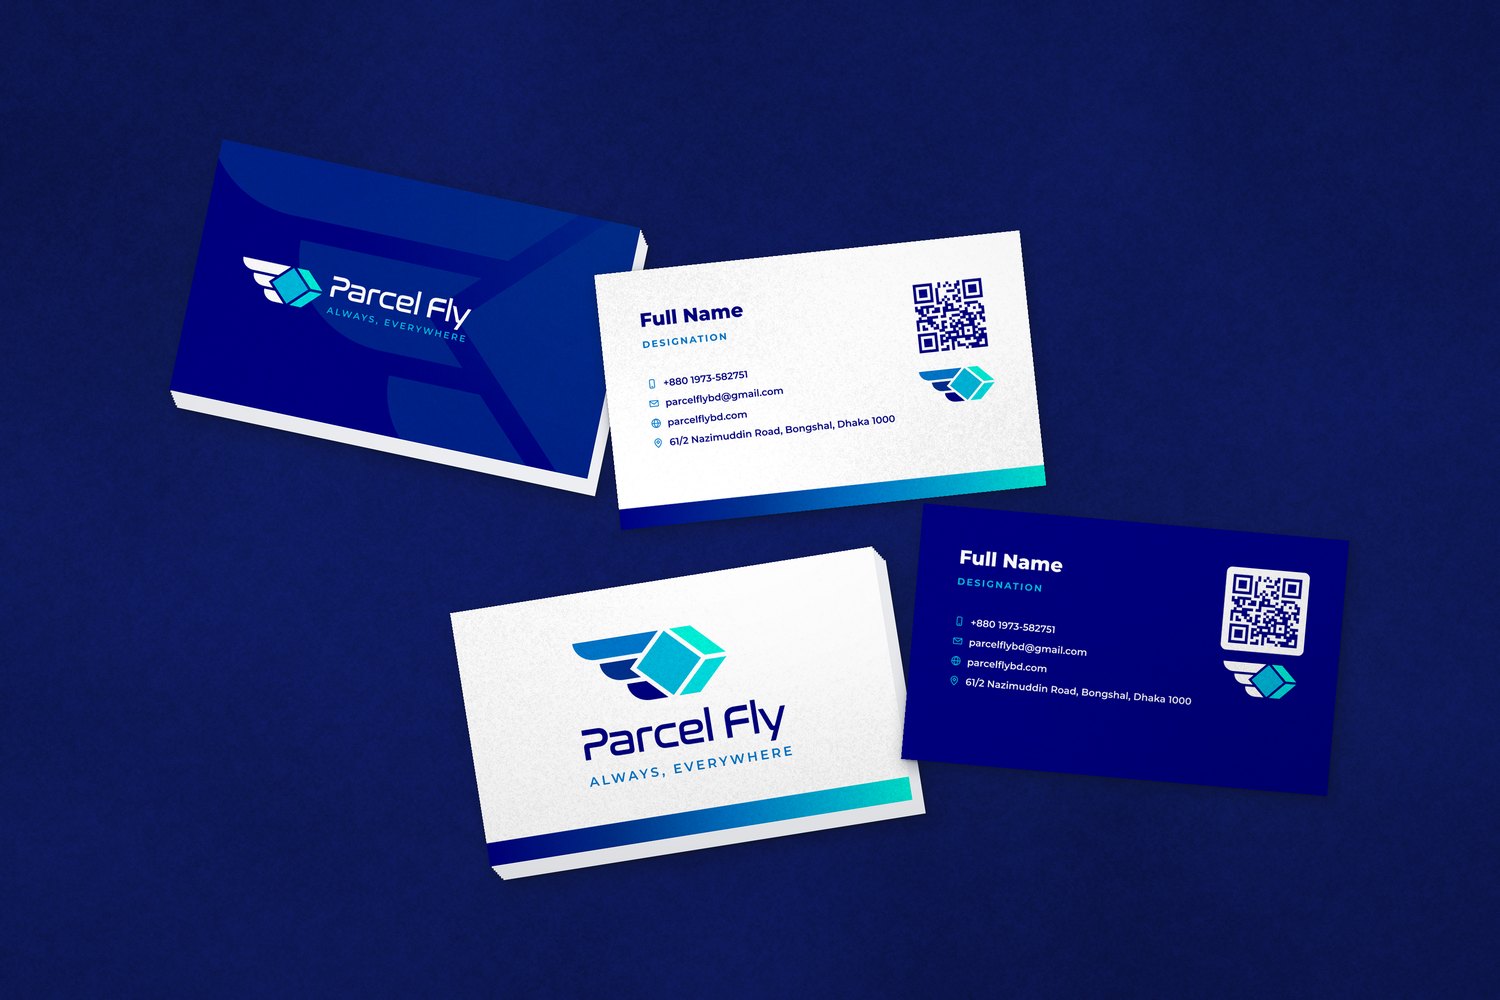 Parcel Fly
ALWAYS, EVERYWHERE
Full Name
DESIGNATION
+880 1973-582751
parcelflybd@gmail.com
parcelflybd.com
61/2 Nazimuddin Road, Bongshal, Dhaka 1000
Parcel Fly
ALWAYS, EVERYWHERE
Full Name
DESIGNATION
+880 1973-582751
parcelflybd@gmail.com
parcelflybd.com
61/2 Nazimuddin Road, Bongshal, Dhaka 1000